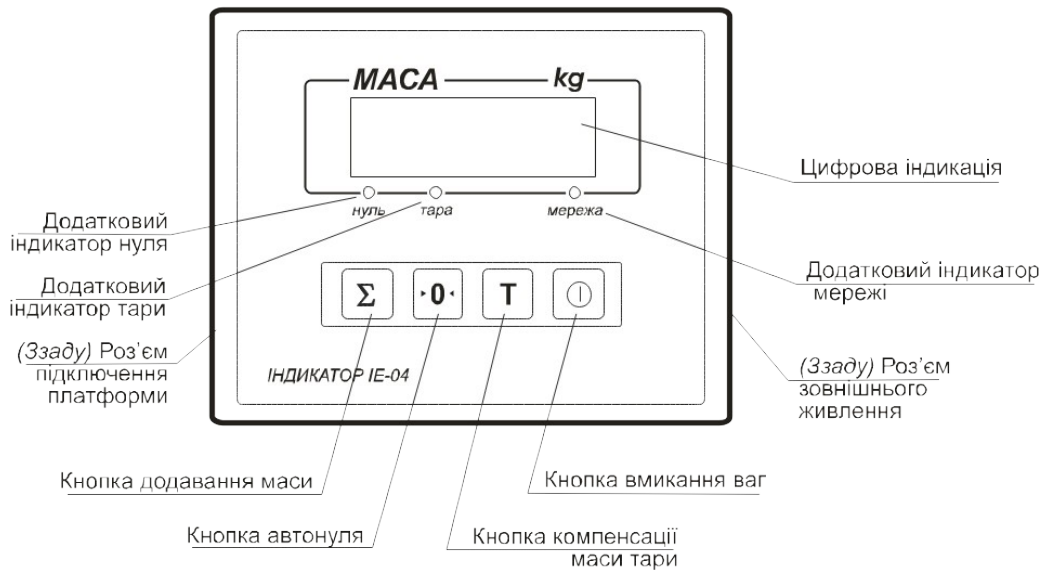 МАСА kg
Цифрова індикація
нуль тара мережа
Додатковий
індикатор нуля
Додатковий індикатор
мережі
Додатковий
індикатор тари
Σ 0 T
(Ззаду) Роз’єм
підключення
платформи
(Ззаду) Роз’єм
зовнішнього
живлення
ІНДИКАТОР ІЕ-04
Кнопка додавання маси
Кнопка вмикання ваг
Кнопка автонуля
Кнопка компенсації
маси тари